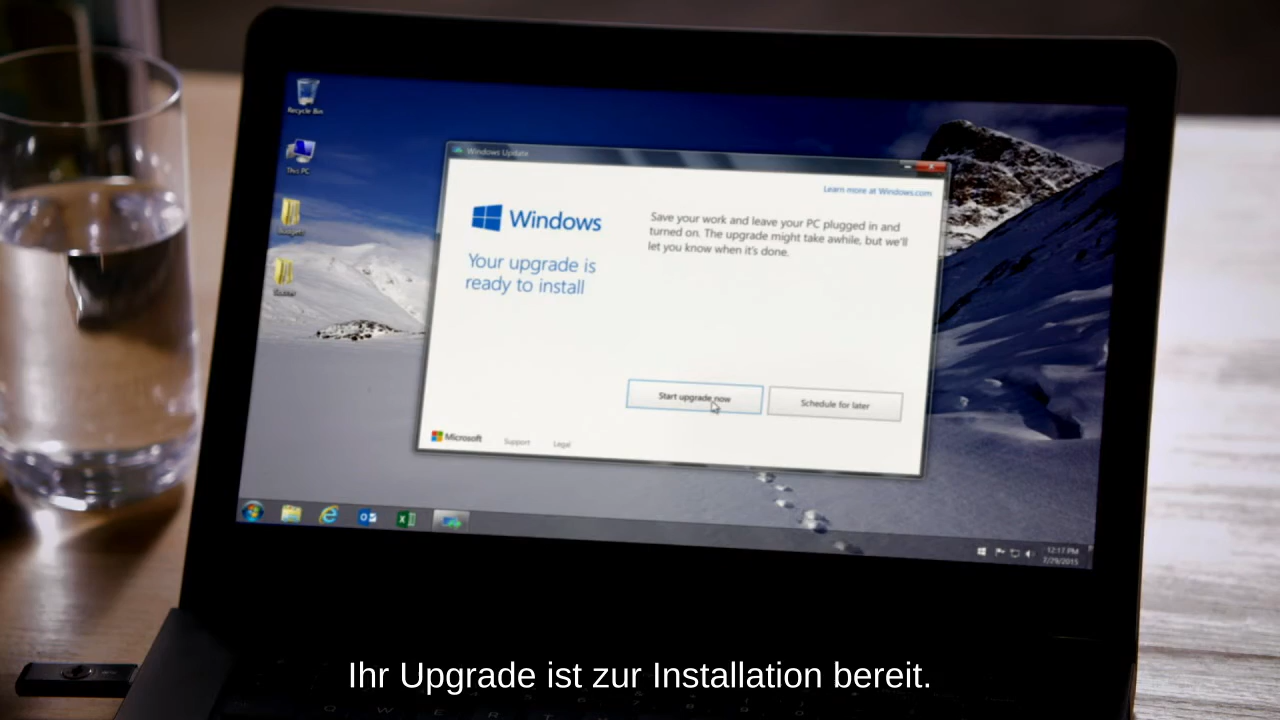 Recycle Bin
This PC
Windows Update
Learn more at Windows.com
Windows
Your upgrade is
ready to install
Save your work and leave your PC plugged in and
turned on. The upgrade might take awhile, but we'll
let you know when it's done.
Start upgrade now
Schedule for later
Microsoft
Support
Legal
12:17 PM
7/29/2015
Ihr Upgrade ist zur Installation bereit.